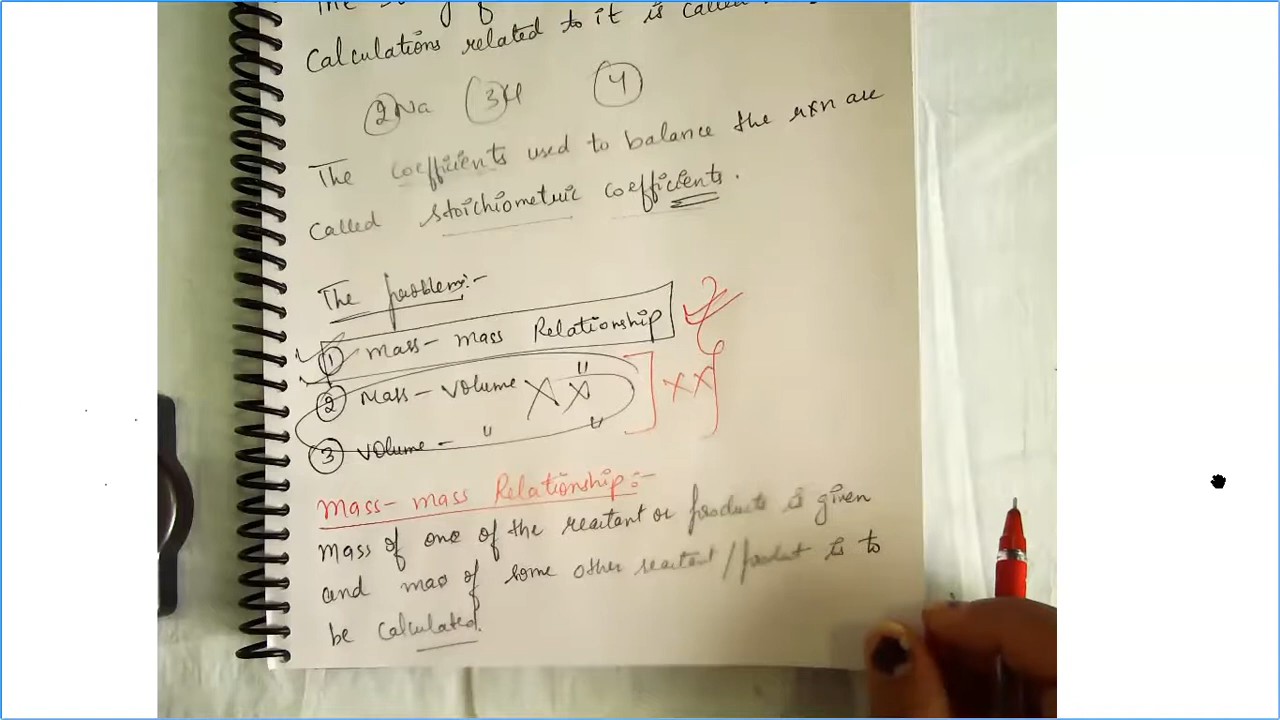 Calculations related to it is called
2Na 3H 4
The coefficients used to balance the rxn are
called stoichiometric coefficients.
The problem:-
1 Mass - mass Relationship
2 Mass - Volume "
3 Volume - " "
Mass - mass Relationship:-
Mass of one of the reactant or products is given
and mas of some other reactant / product is to
be calculated.